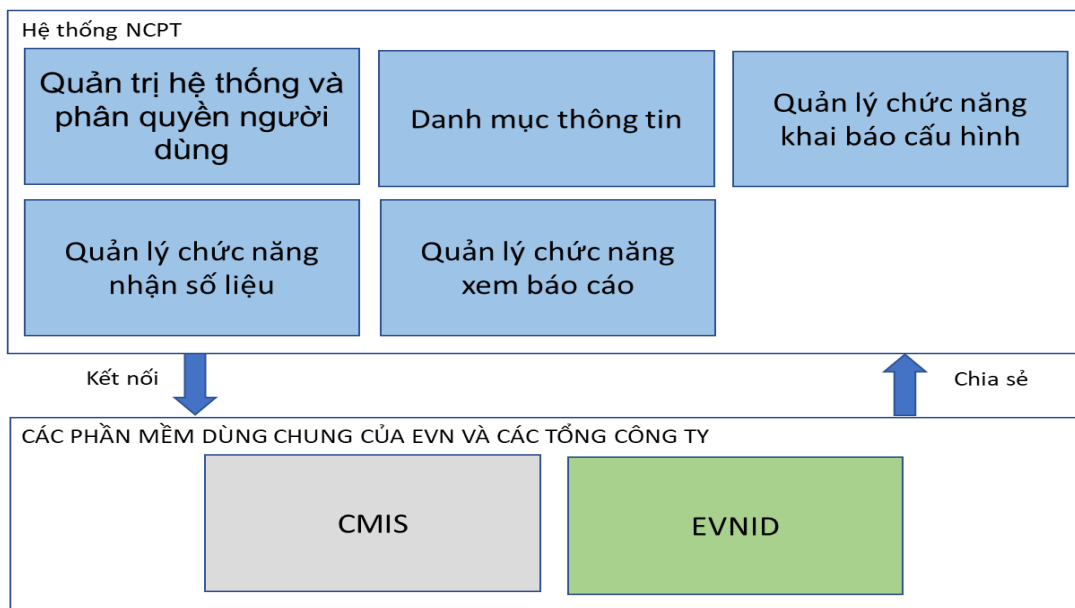 Hệ thống NCPT
Quản trị hệ thống và
phân quyền người
dùng
Danh mục thông tin
Quản lý chức năng
khai báo cấu hình
Quản lý chức năng
nhận số liệu
Quản lý chức năng
xem báo cáo
Kết nối
Chia sẻ
CÁC PHẦN MỀM DÙNG CHUNG CỦA EVN VÀ CÁC TỔNG CÔNG TY
CMIS
EVNID